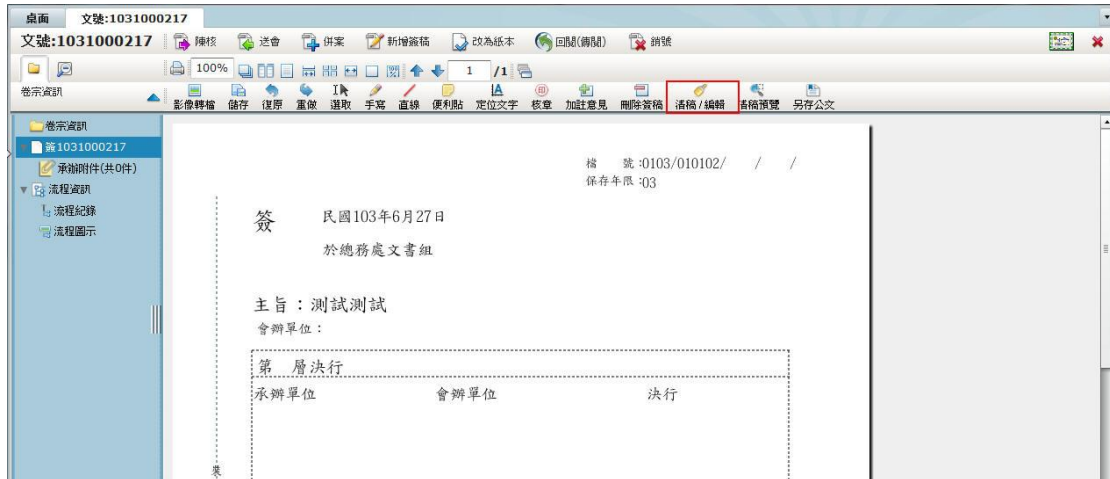 桌面 文號:1031000217
文號:1031000217 陳核 送會 併案 新增簽稿 改為紙本 回覆(傳閱) 銷號
100% 1 /1
卷宗資訊 影像轉檔 儲存 復原 重做 選取 手寫 直線 便利貼 定位文字 核章 加註意見 刪除簽稿 清稿/編輯 清稿預覽 另存公文
卷宗資訊
簽1031000217
承辦附件(共0件)
流程資訊
流程紀錄
流程圖示
檔 號:0103/010102/ / /
保存年限:03
簽 民國103年6月27日
於總務處文書組
主旨：測試測試
會辦單位：
第 層決行
承辦單位 會辦單位 決行
裝